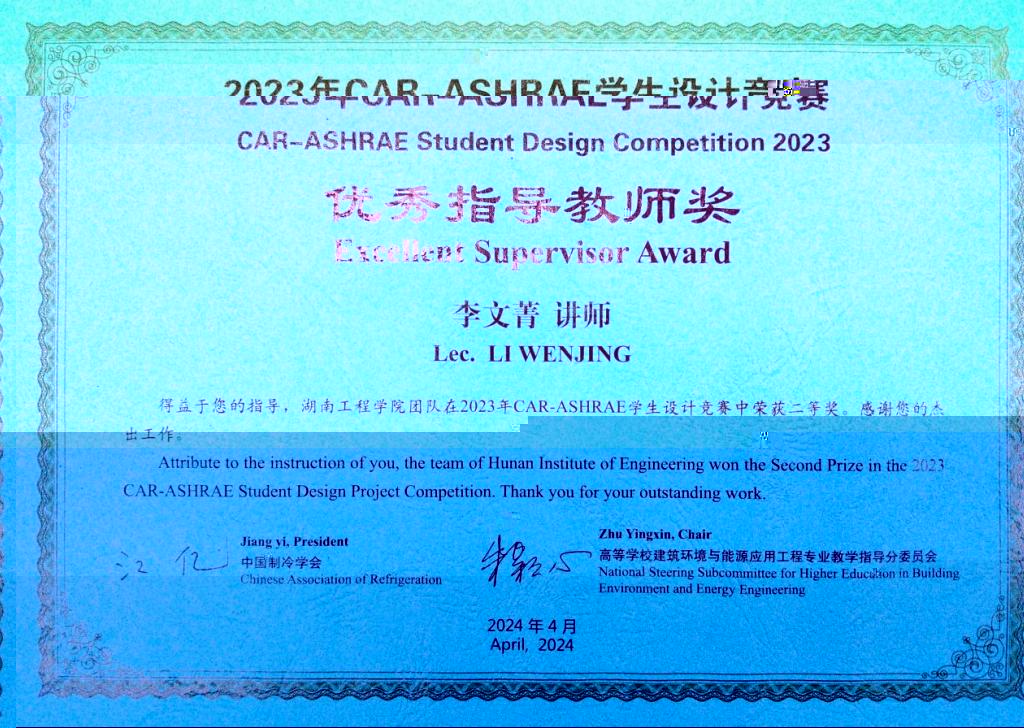 2023年CAR-ASHRAE学生设计竞赛
CAR-ASHRAE Student Design Competition 2023
优秀指导教师奖
Excellent Supervisor Award
李文菁 讲师
Lec. LI WENJING
得益于您的指导，湖南工程学院团队在2023年CAR-ASHRAE学生设计竞赛中荣获二等奖。感谢您的杰
出工作。
Attribute to the instruction of you, the team of Hunan Institute of Engineering won the Second Prize in the 2023
CAR-ASHRAE Student Design Project Competition. Thank you for your outstanding work.
江亿
Jiang yi, President
中国制冷学会
Chinese Association of Refrigeration
朱颖心
Zhu Yingxin, Chair
高等学校建筑环境与能源应用工程专业教学指导分委员会
National Steering Subcommittee for Higher Education in Building
Environment and Energy Engineering
2024 年 4 月
April, 2024